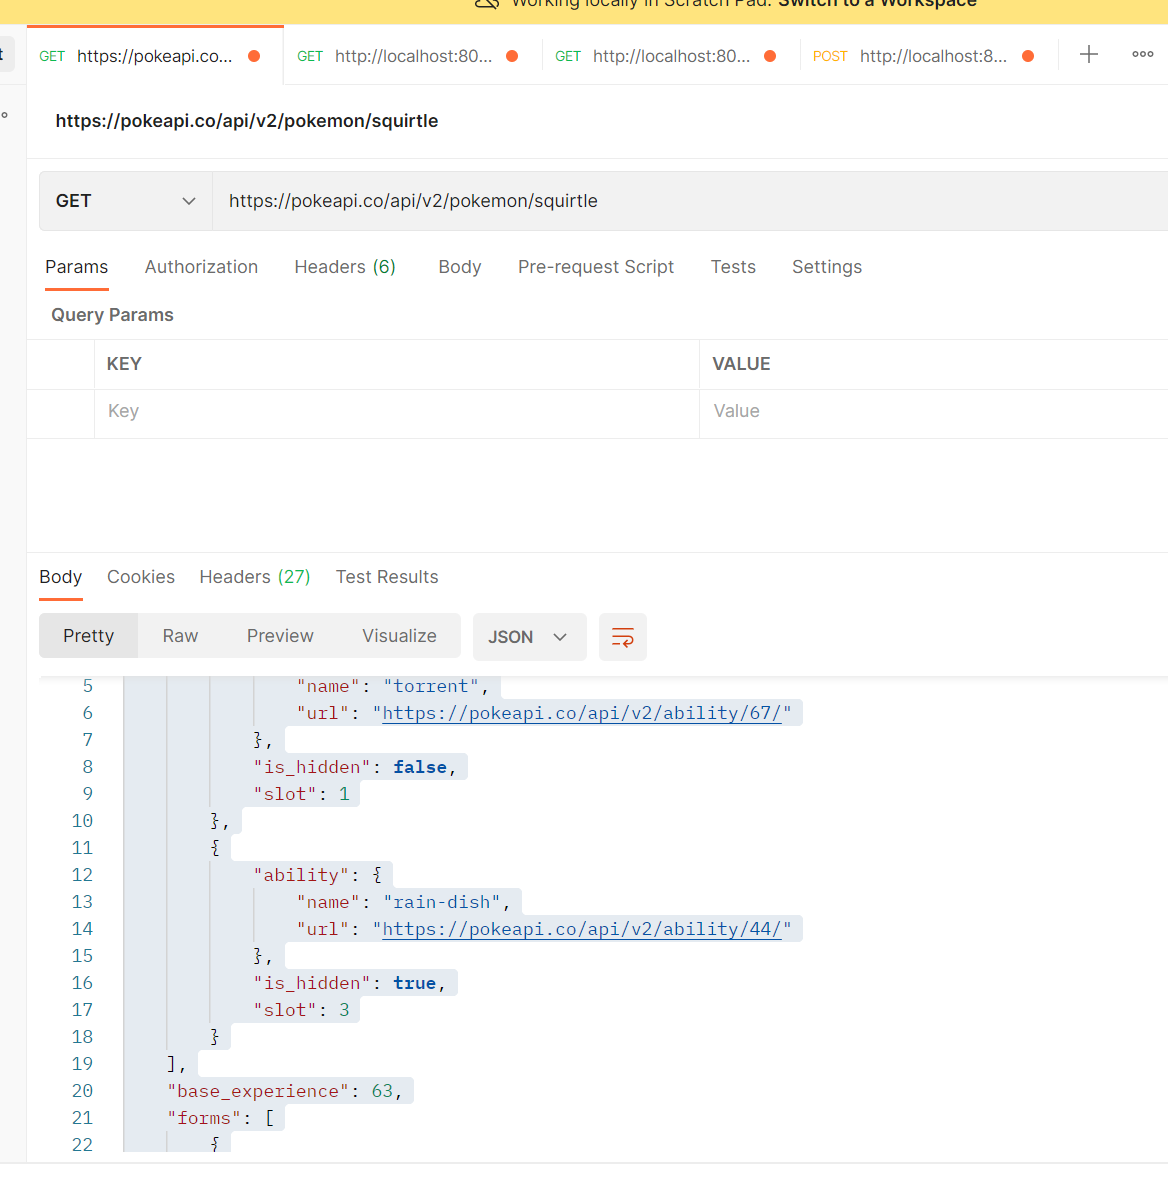 Working locally in Scratch Pad. Switch to a Workspace
GET https://pokeapi.co... GET http://localhost:80... GET http://localhost:80... POST http://localhost:8...
https://pokeapi.co/api/v2/pokemon/squirtle
GET https://pokeapi.co/api/v2/pokemon/squirtle
Params Authorization Headers (6) Body Pre-request Script Tests Settings
Query Params
KEY VALUE
Key Value
Body Cookies Headers (27) Test Results
Pretty Raw Preview Visualize JSON
5 "name": "torrent",
6 "url": "https://pokeapi.co/api/v2/ability/67/"
7 },
8 "is_hidden": false,
9 "slot": 1
10 },
11 {
12 "ability": {
13 "name": "rain-dish",
14 "url": "https://pokeapi.co/api/v2/ability/44/"
15 },
16 "is_hidden": true,
17 "slot": 3
18 }
19 ],
20 "base_experience": 63,
21 "forms": [
22 {